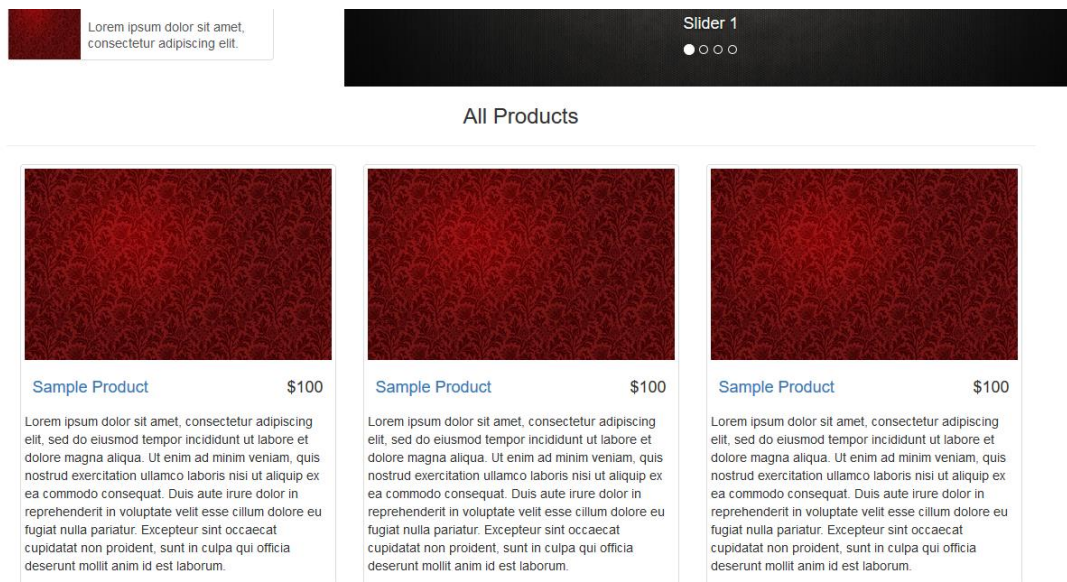 Lorem ipsum dolor sit amet,
consectetur adipiscing elit.
Slider 1
All Products
Sample Product $100
Lorem ipsum dolor sit amet, consectetur adipiscing
elit, sed do eiusmod tempor incididunt ut labore et
dolore magna aliqua. Ut enim ad minim veniam, quis
nostrud exercitation ullamco laboris nisi ut aliquip ex
ea commodo consequat. Duis aute irure dolor in
reprehenderit in voluptate velit esse cillum dolore eu
fugiat nulla pariatur. Excepteur sint occaecat
cupidatat non proident, sunt in culpa qui officia
deserunt mollit anim id est laborum.
Sample Product $100
Lorem ipsum dolor sit amet, consectetur adipiscing
elit, sed do eiusmod tempor incididunt ut labore et
dolore magna aliqua. Ut enim ad minim veniam, quis
nostrud exercitation ullamco laboris nisi ut aliquip ex
ea commodo consequat. Duis aute irure dolor in
reprehenderit in voluptate velit esse cillum dolore eu
fugiat nulla pariatur. Excepteur sint occaecat
cupidatat non proident, sunt in culpa qui officia
deserunt mollit anim id est laborum.
Sample Product $100
Lorem ipsum dolor sit amet, consectetur adipiscing
elit, sed do eiusmod tempor incididunt ut labore et
dolore magna aliqua. Ut enim ad minim veniam, quis
nostrud exercitation ullamco laboris nisi ut aliquip ex
ea commodo consequat. Duis aute irure dolor in
reprehenderit in voluptate velit esse cillum dolore eu
fugiat nulla pariatur. Excepteur sint occaecat
cupidatat non proident, sunt in culpa qui officia
deserunt mollit anim id est laborum.